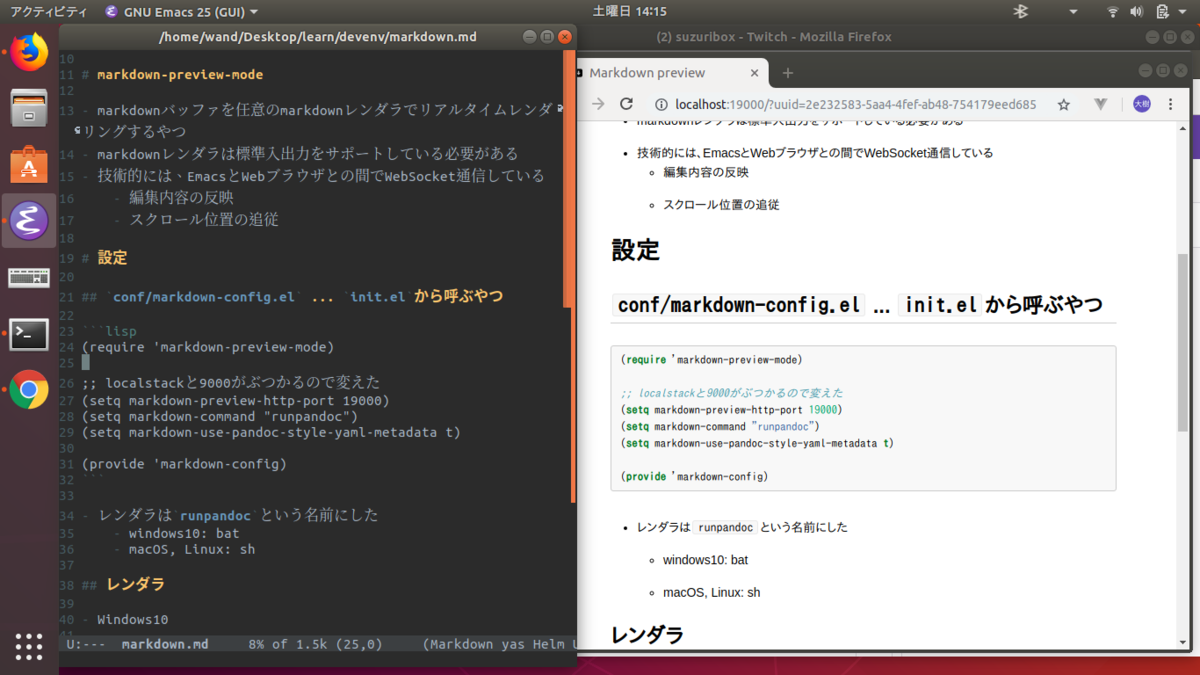 アクティビティ
GNU Emacs 25 (GUI)
土曜日 14:15
/home/wand/Desktop/learn/devenv/markdown.md
10
11 # markdown-preview-mode
12
13 - markdownバッファを任意のmarkdownレンダラでリアルタイムレンダ
リングするやつ
14 - markdownレンダラは標準入出力をサポートしている必要がある
15 - 技術的には、EmacsとWebブラウザとの間でWebSocket通信している
16 - 編集内容の反映
17 - スクロール位置の追従
18
19 # 設定
20
21 ## `conf/markdown-config.el` ... `init.el`から呼ぶやつ
22
23 ```lisp
24 (require 'markdown-preview-mode)
25
26 ;; localstackと9000がぶつかるので変えた
27 (setq markdown-preview-http-port 19000)
28 (setq markdown-command "runpandoc")
29 (setq markdown-use-pandoc-style-yaml-metadata t)
30
31 (provide 'markdown-config)
32 ```
33
34 - レンダラは`runpandoc`という名前にした
35 - windows10: bat
36 - macOS, Linux: sh
37
38 ## レンダラ
39
40 - Windows10
41
U:--- markdown.md 8% of 1.5k (25,0) (Markdown yas Helm U
(2) suzuribox - Twitch - Mozilla Firefox
Markdown preview
localhost:19000/?uuid=2e232583-5aa4-4fef-ab48-754179eed685
大樹
markdownレンダラは標準入出力をサポートしている必要がある
技術的には、EmacsとWebブラウザとの間でWebSocket通信している
編集内容の反映
スクロール位置の追従
設定
conf/markdown-config.el ... init.el から呼ぶやつ
(require 'markdown-preview-mode)
;; localstackと9000がぶつかるので変えた
(setq markdown-preview-http-port 19000)
(setq markdown-command "runpandoc")
(setq markdown-use-pandoc-style-yaml-metadata t)
(provide 'markdown-config)
レンダラは runpandoc という名前にした
windows10: bat
macOS, Linux: sh
レンダラ